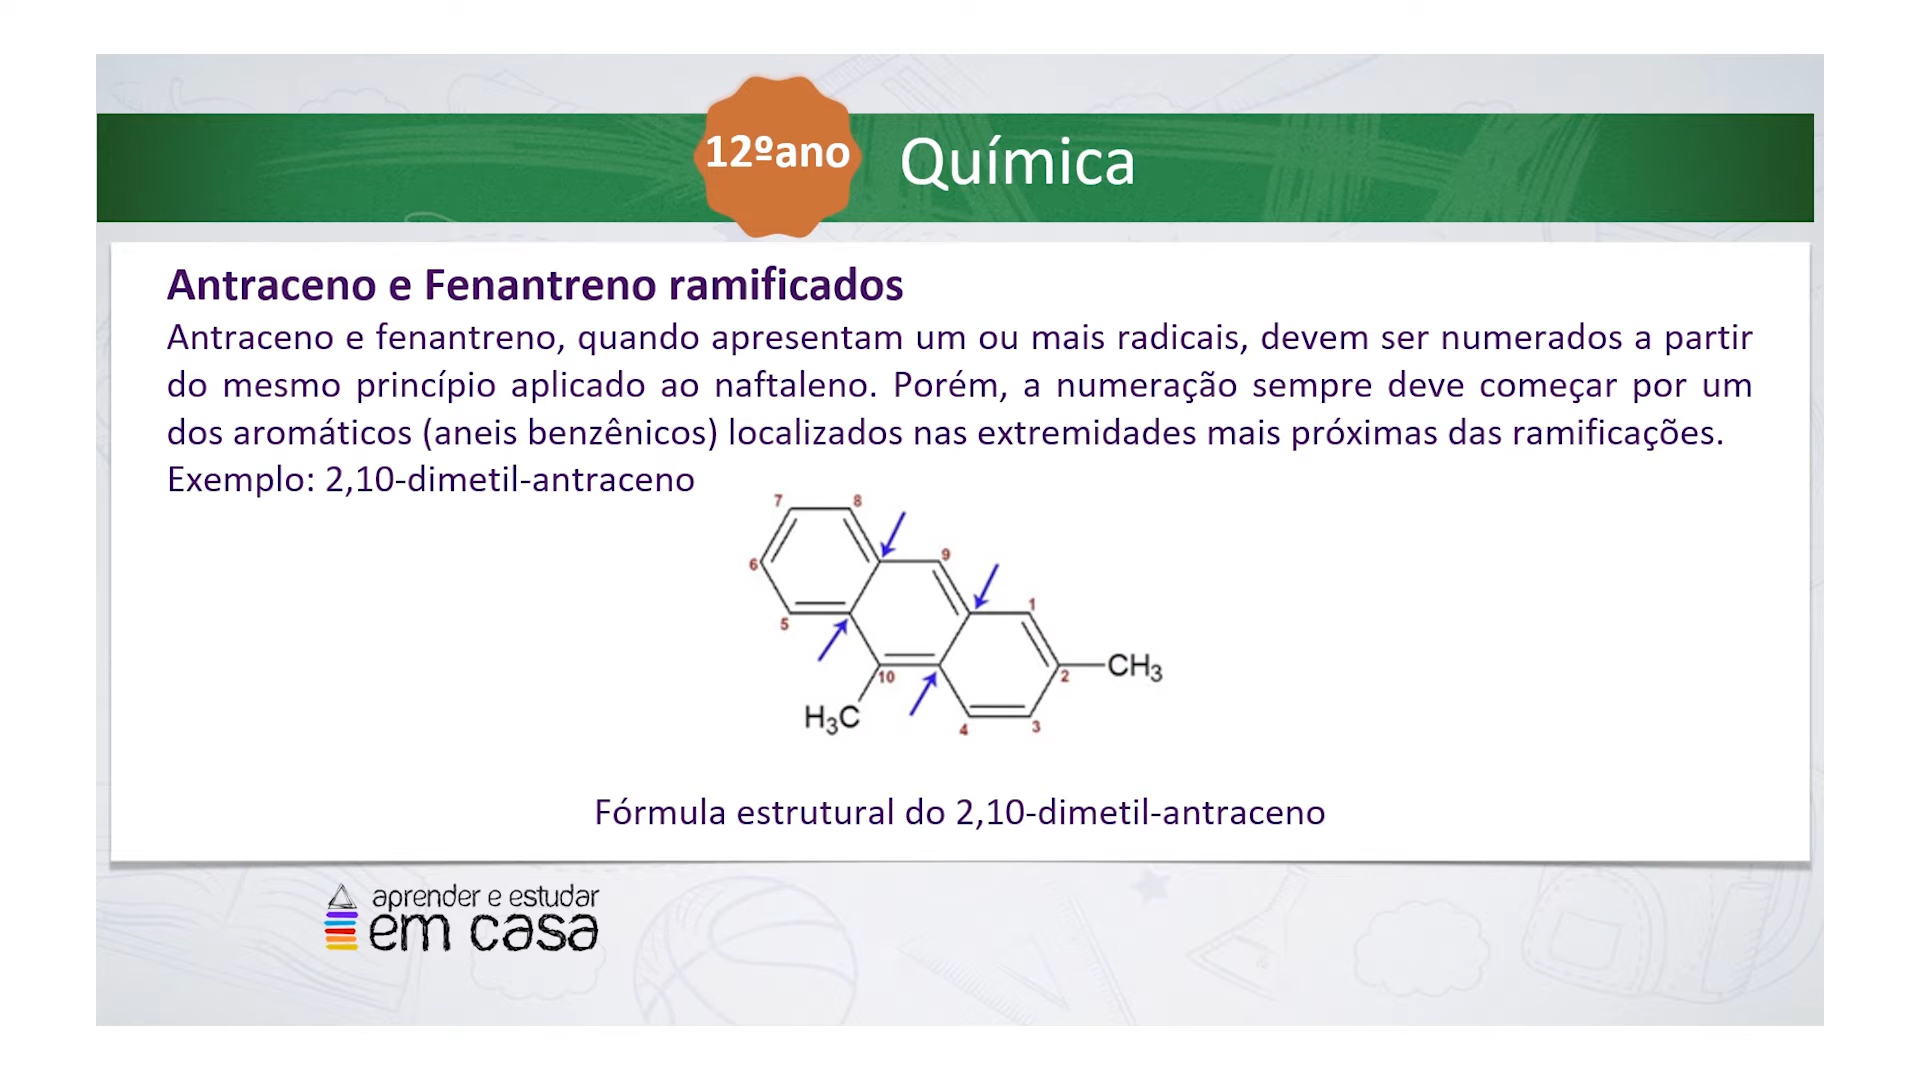 12ºano
Química
Antraceno e Fenantreno ramificados
Antraceno e fenantreno, quando apresentam um ou mais radicais, devem ser numerados a partir
do mesmo princípio aplicado ao naftaleno. Porém, a numeração sempre deve começar por um
dos aromáticos (aneis benzênicos) localizados nas extremidades mais próximas das ramificações.
Exemplo: 2,10-dimetil-antraceno
7
8
9
6
1
5
10
2
CH₃
H₃C
4
3
Fórmula estrutural do 2,10-dimetil-antraceno
aprender e estudar
em casa